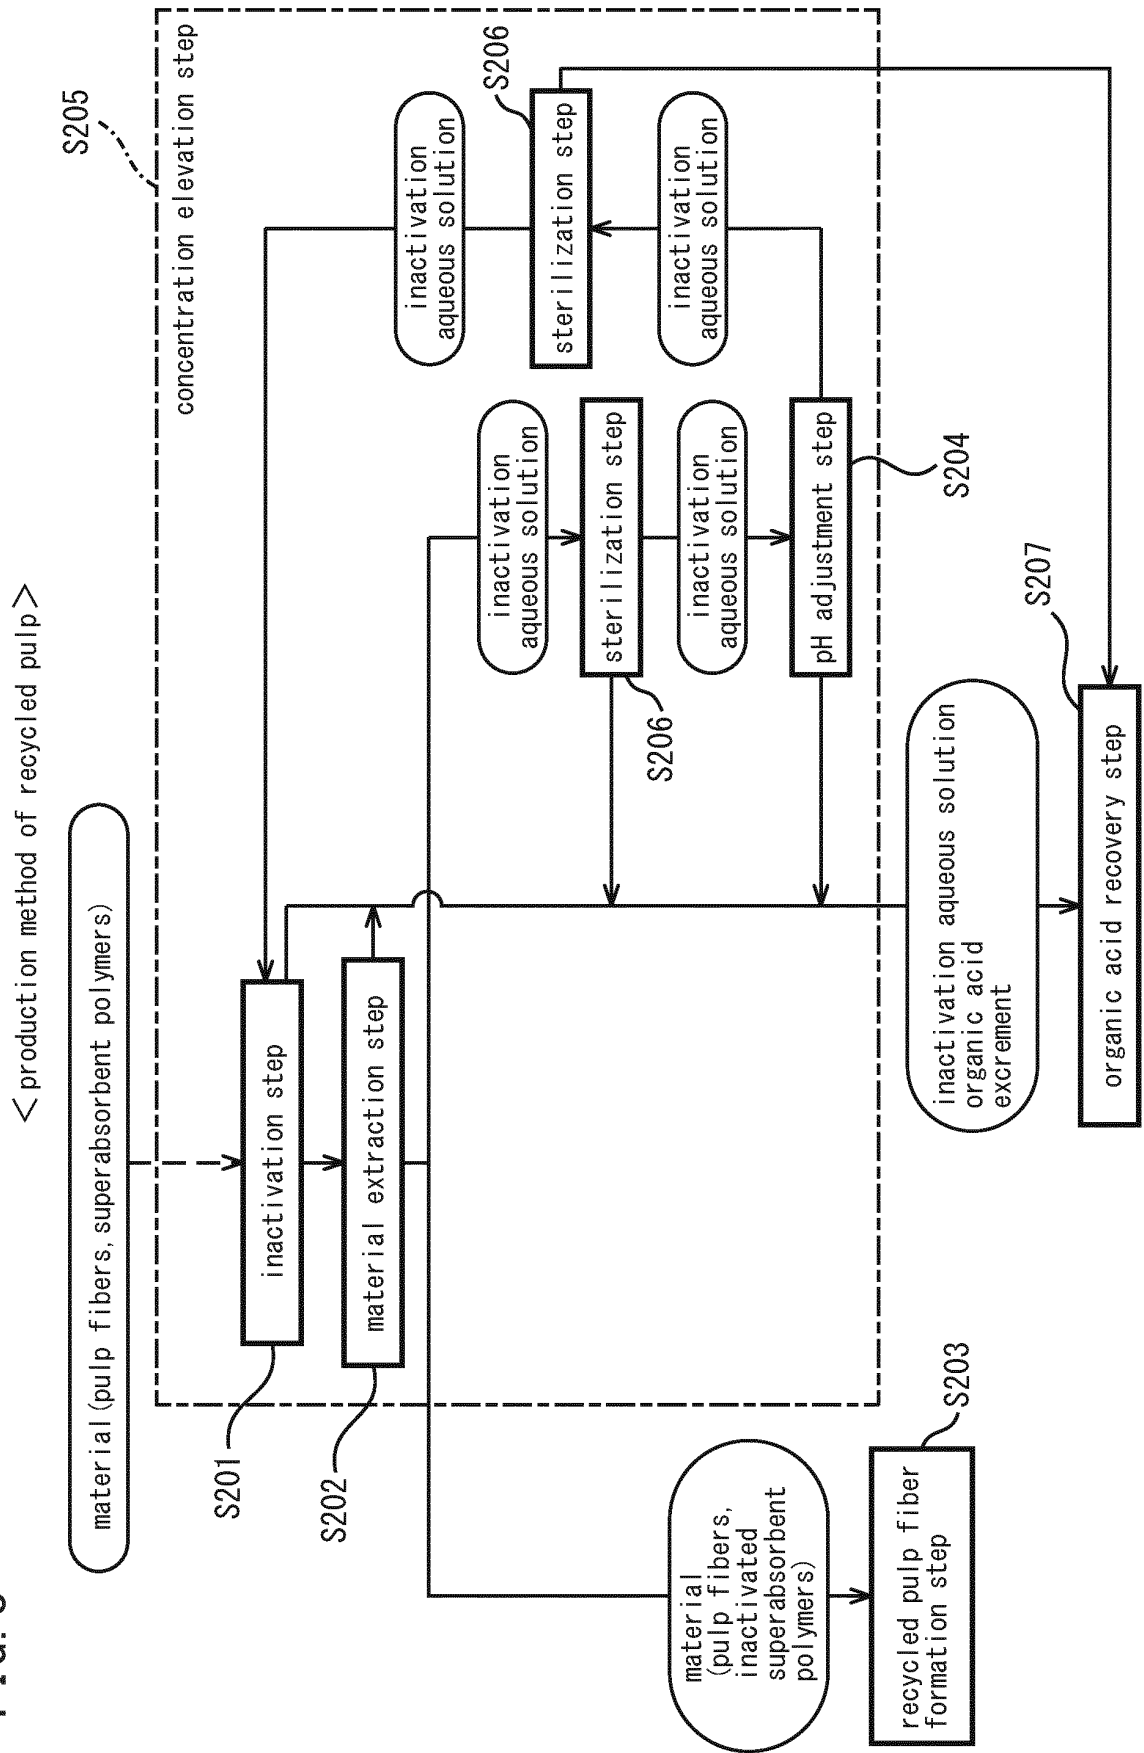 <production method of recycled pulp>
material (pulp fibers, superabsorbent polymers)
S205
concentration elevation step
S201
inactivation step
S202
material extraction step
inactivation
aqueous solution
S206
sterilization step
inactivation
aqueous solution
inactivation
aqueous solution
sterilization step
S206
inactivation
aqueous solution
pH adjustment step
S204
material
(pulp fibers,
inactivated
superabsorbent
polymers)
recycled pulp fiber
formation step
S203
inactivation aqueous solution
organic acid
excrement
S207
organic acid recovery step